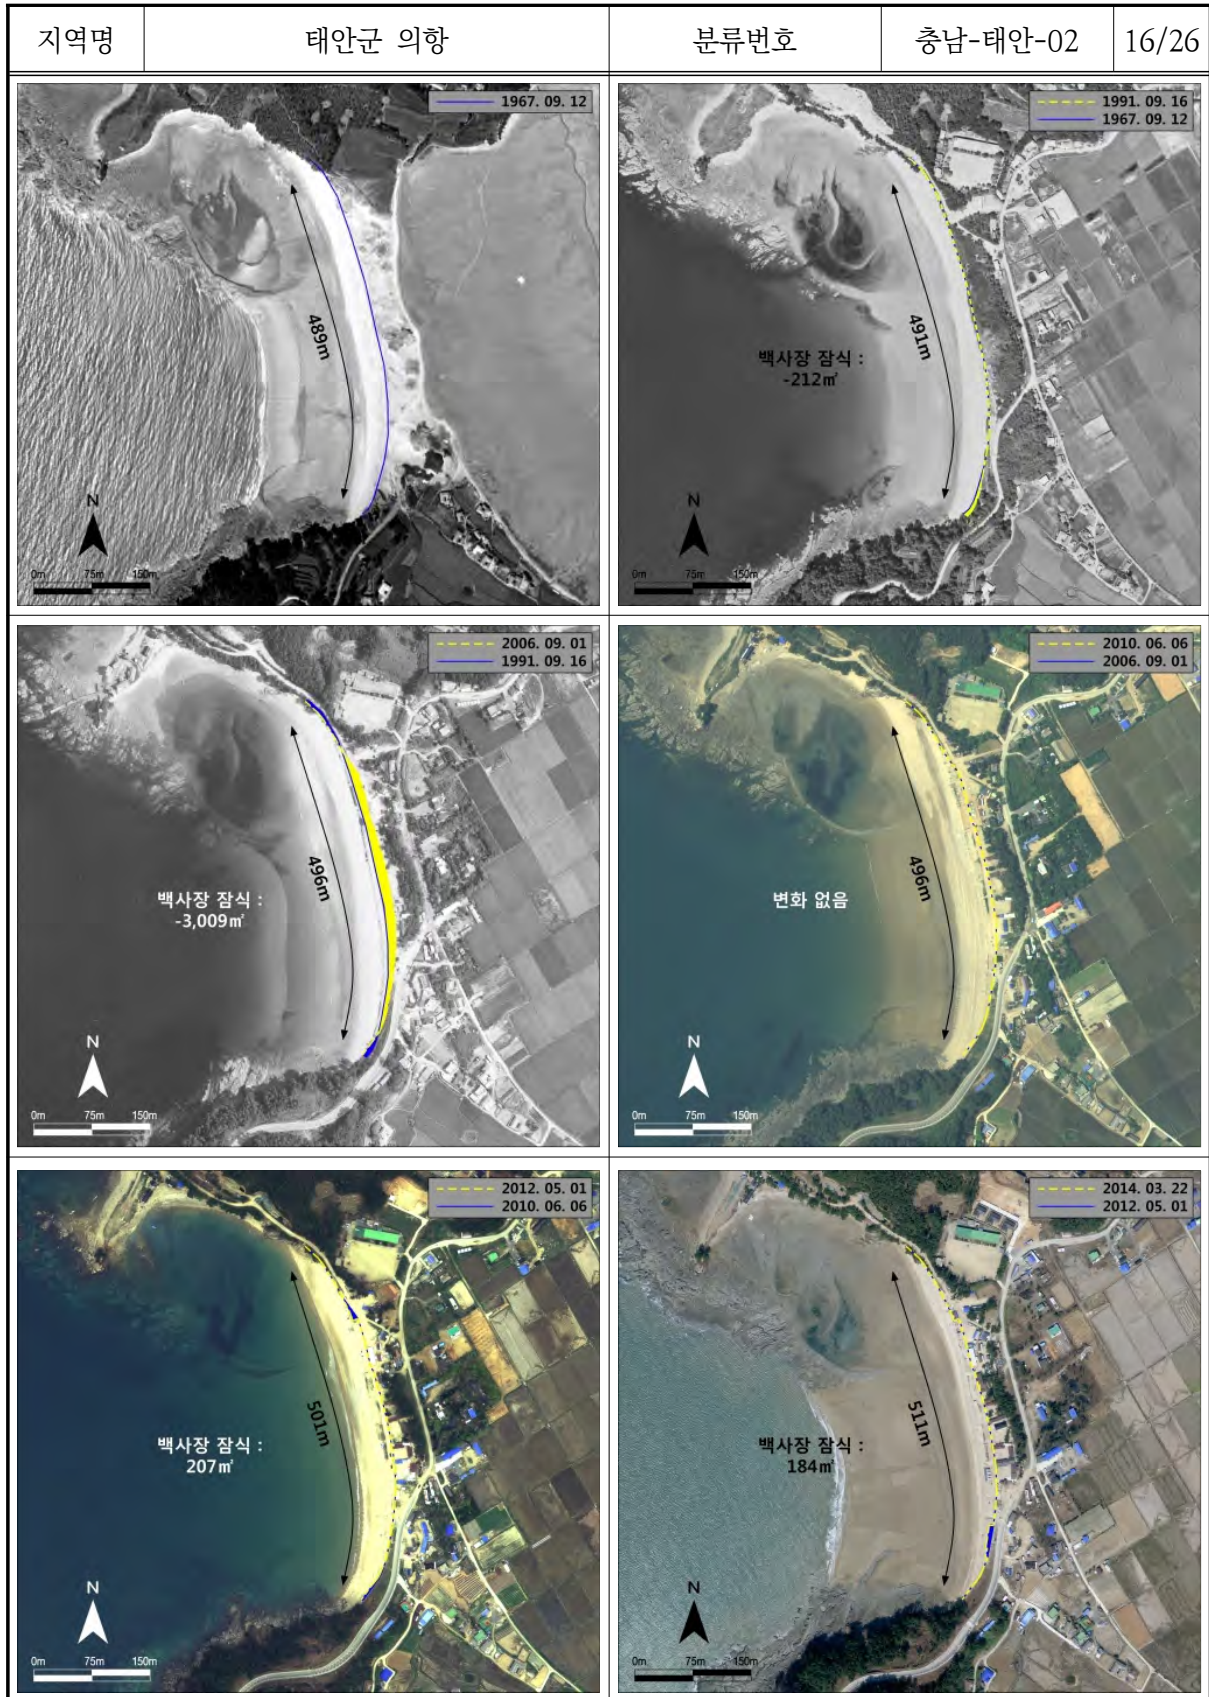 지역명 태안군 의항 분류번호 충남-태안-02 16/26
1967. 09. 12
489m
N
0m 75m 150m
1991. 09. 16
1967. 09. 12
491m
백사장 잠식 :
-212㎡
N
0m 75m 150m
2006. 09. 01
1991. 09. 16
496m
백사장 잠식 :
-3,009㎡
N
0m 75m 150m
2010. 06. 06
2006. 09. 01
496m
변화 없음
N
0m 75m 150m
2012. 05. 01
2010. 06. 06
501m
백사장 잠식 :
207㎡
N
0m 75m 150m
2014. 03. 22
2012. 05. 01
511m
백사장 잠식 :
184㎡
N
0m 75m 150m